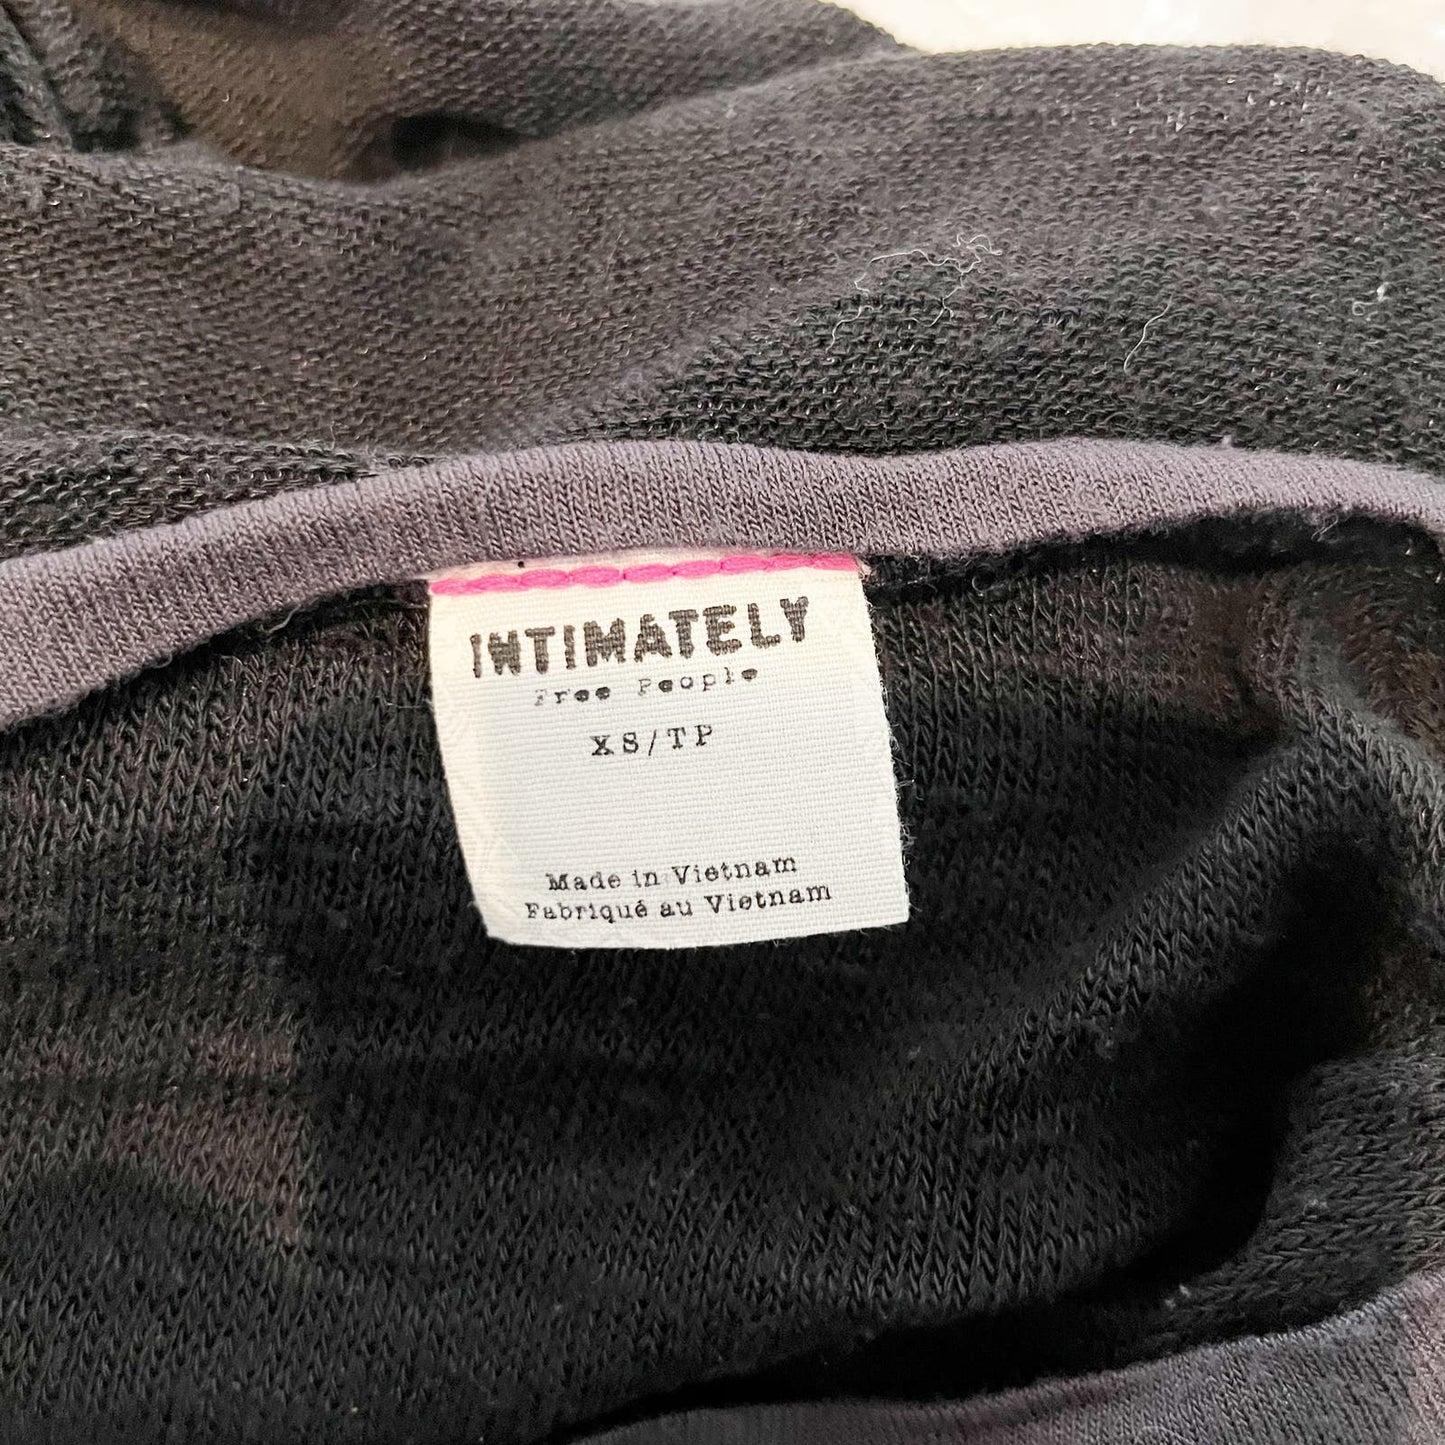 INTIMATELY
Free People
XS/TP
Made in Vietnam
Fabriqué au Vietnam